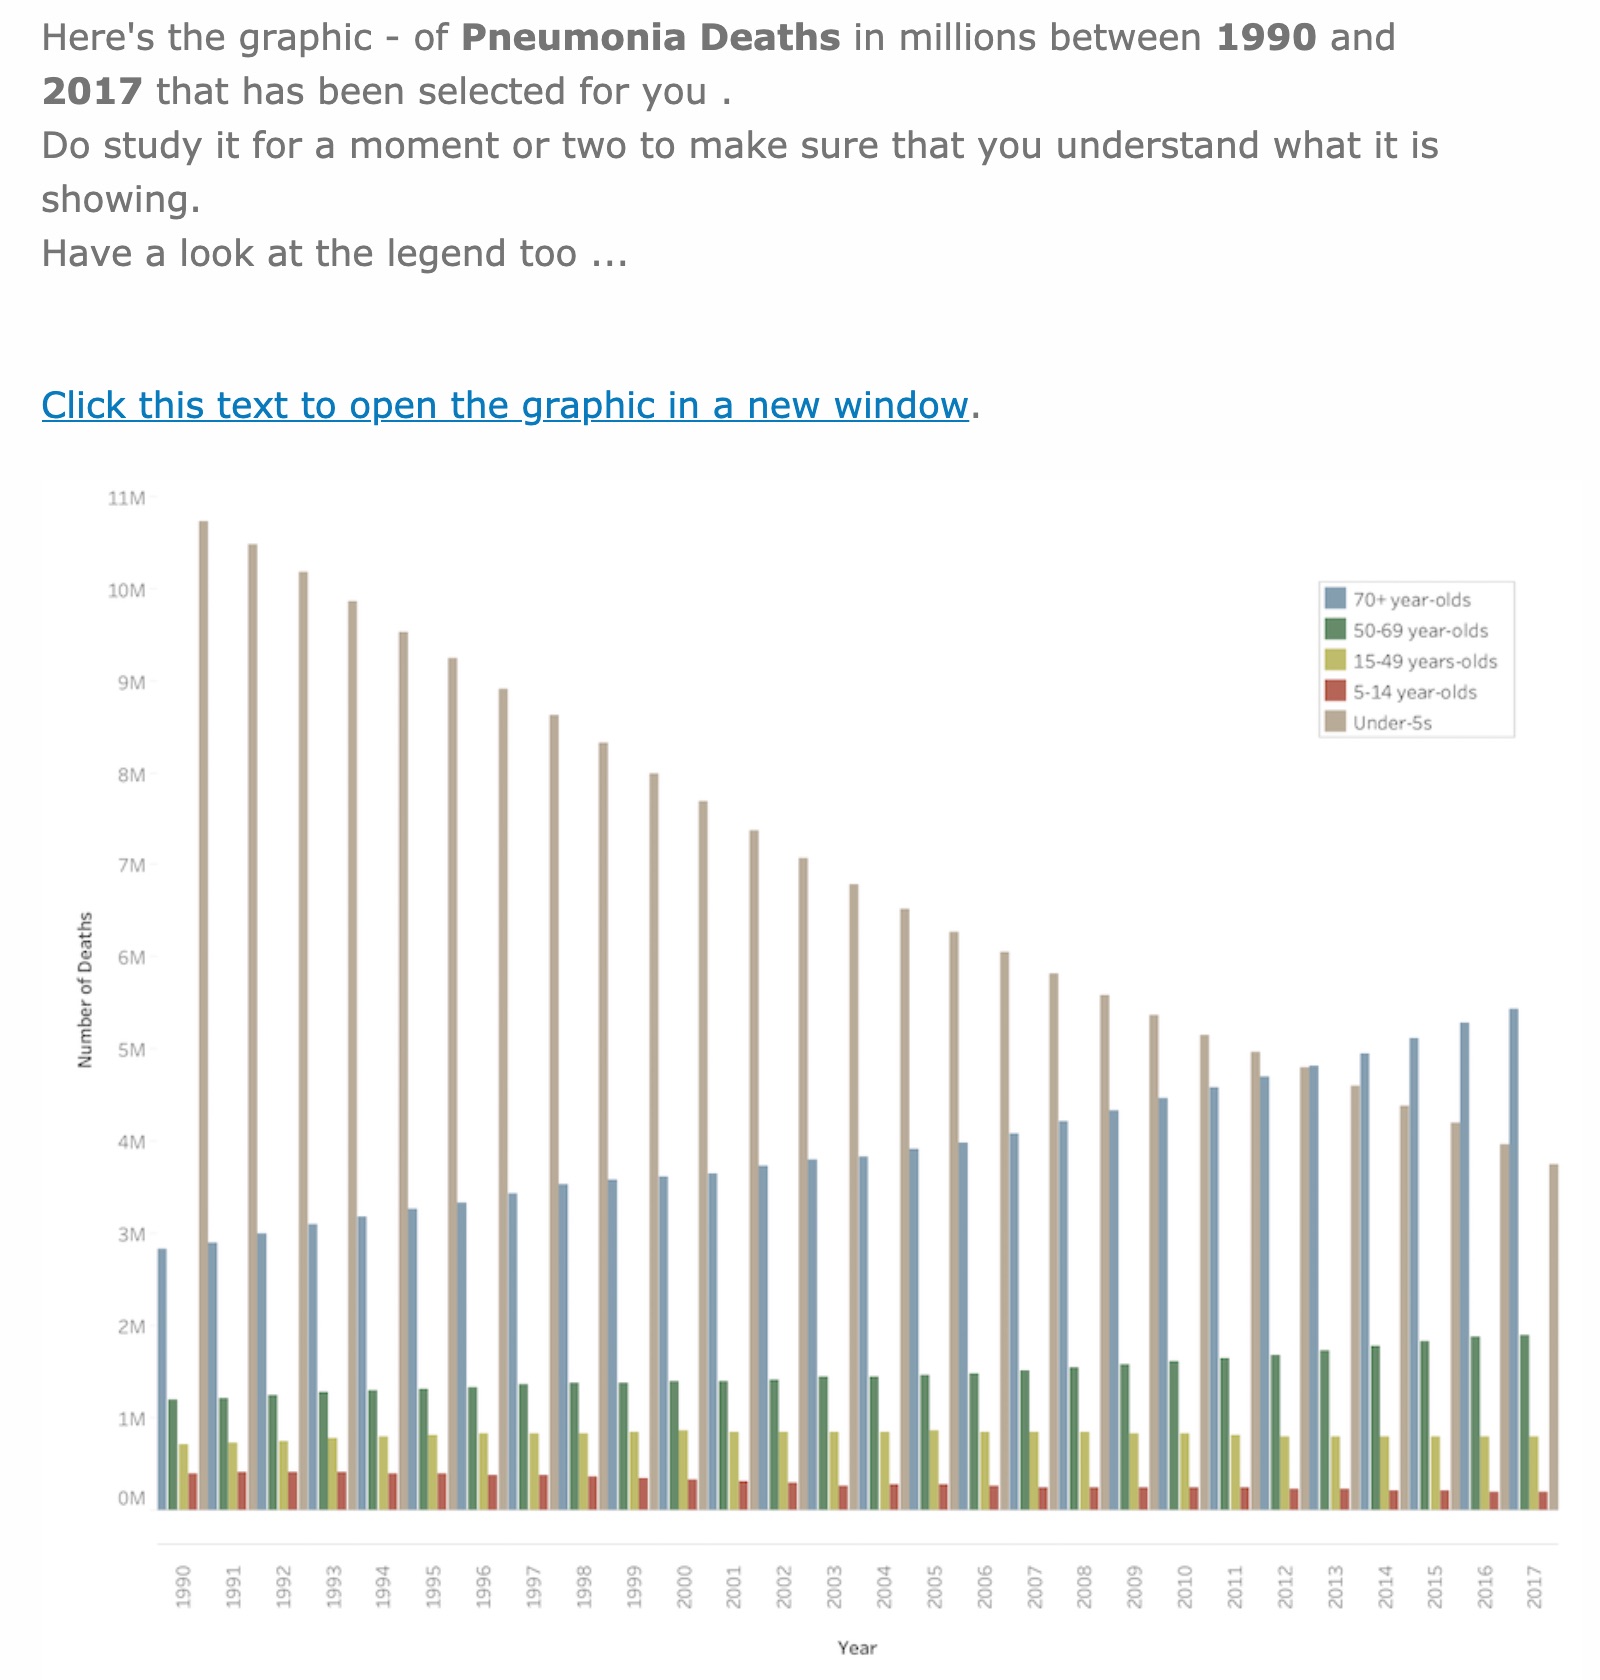 Here's the graphic - of Pneumonia Deaths in millions between 1990 and
2017 that has been selected for you .
Do study it for a moment or two to make sure that you understand what it is
showing.
Have a look at the legend too ...
Click this text to open the graphic in a new window.
11M
10M
9M
8M
7M
6M
5M
4M
3M
2M
1M
0M
Number of Deaths
70+ year-olds
50-69 year-olds
15-49 years-olds
5-14 year-olds
Under-5s
1990 1991 1992 1993 1994 1995 1996 1997 1998 1999 2000 2001 2002 2003 2004 2005 2006 2007 2008 2009 2010 2011 2012 2013 2014 2015 2016 2017
Year